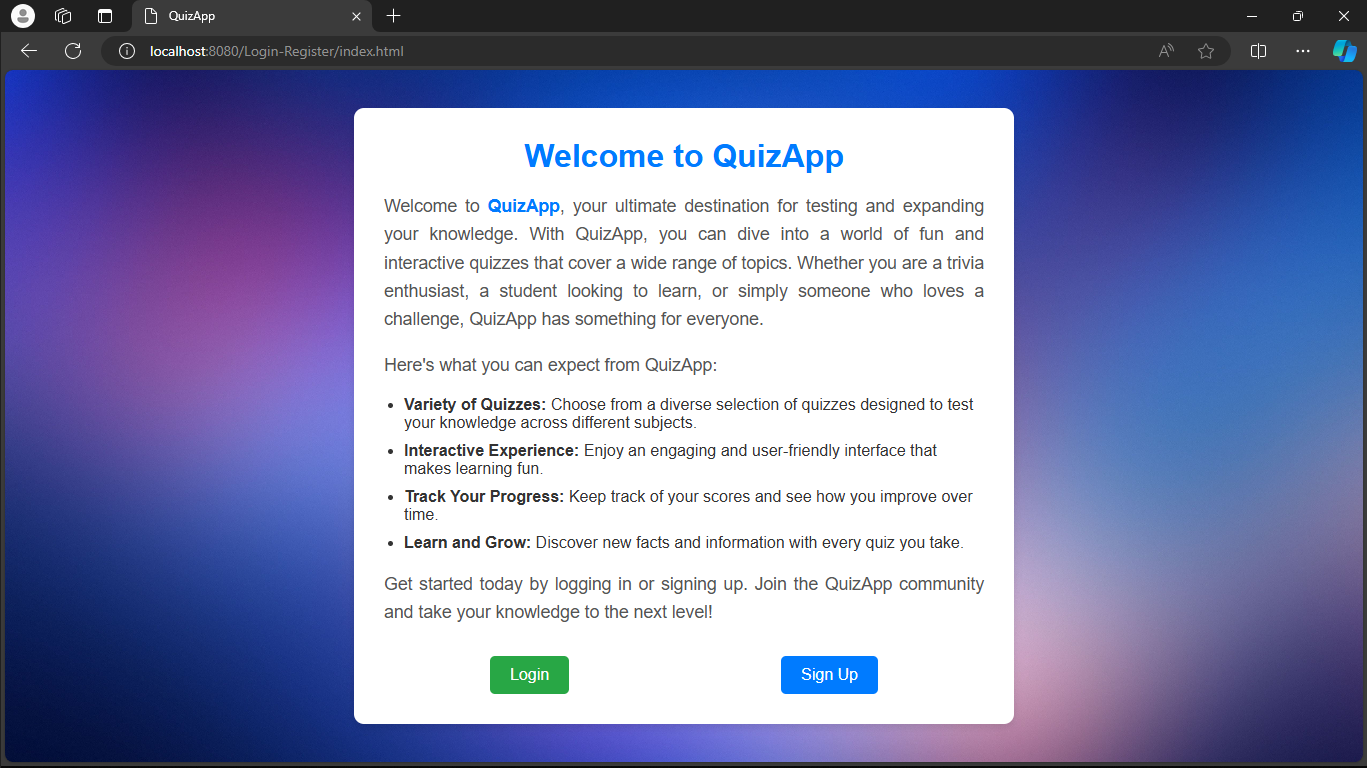 QuizApp
localhost:8080/Login-Register/index.html
Welcome to QuizApp
Welcome to QuizApp, your ultimate destination for testing and expanding
your knowledge. With QuizApp, you can dive into a world of fun and
interactive quizzes that cover a wide range of topics. Whether you are a trivia
enthusiast, a student looking to learn, or simply someone who loves a
challenge, QuizApp has something for everyone.
Here's what you can expect from QuizApp:
• Variety of Quizzes: Choose from a diverse selection of quizzes designed to test
your knowledge across different subjects.
• Interactive Experience: Enjoy an engaging and user-friendly interface that
makes learning fun.
• Track Your Progress: Keep track of your scores and see how you improve over
time.
• Learn and Grow: Discover new facts and information with every quiz you take.
Get started today by logging in or signing up. Join the QuizApp community
and take your knowledge to the next level!
Login
Sign Up